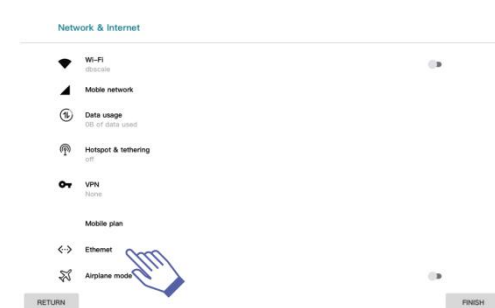 Network & Internet
Wi-Fi
dbscale
Moble network
Data usage
0B of data used
Hotspot & tethering
off
VPN
None
Mobile plan
Ethernet
Airplane mode
RETURN
FINISH